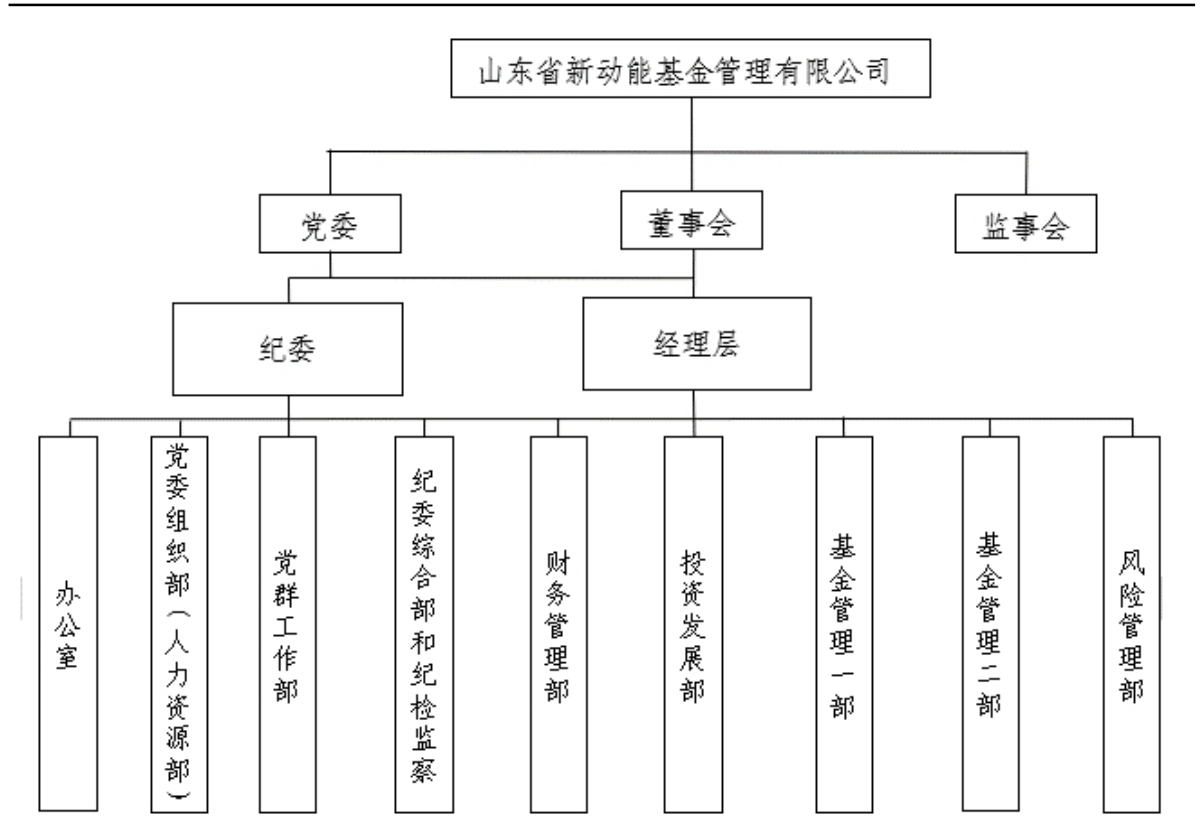 山东省新动能基金管理有限公司
党委
董事会
监事会
纪委
经理层
办公室
党委组织部（人力资源部）
党群工作部
纪委综合部和纪检监察
财务管理部
投资发展部
基金管理一部
基金管理二部
风险管理部